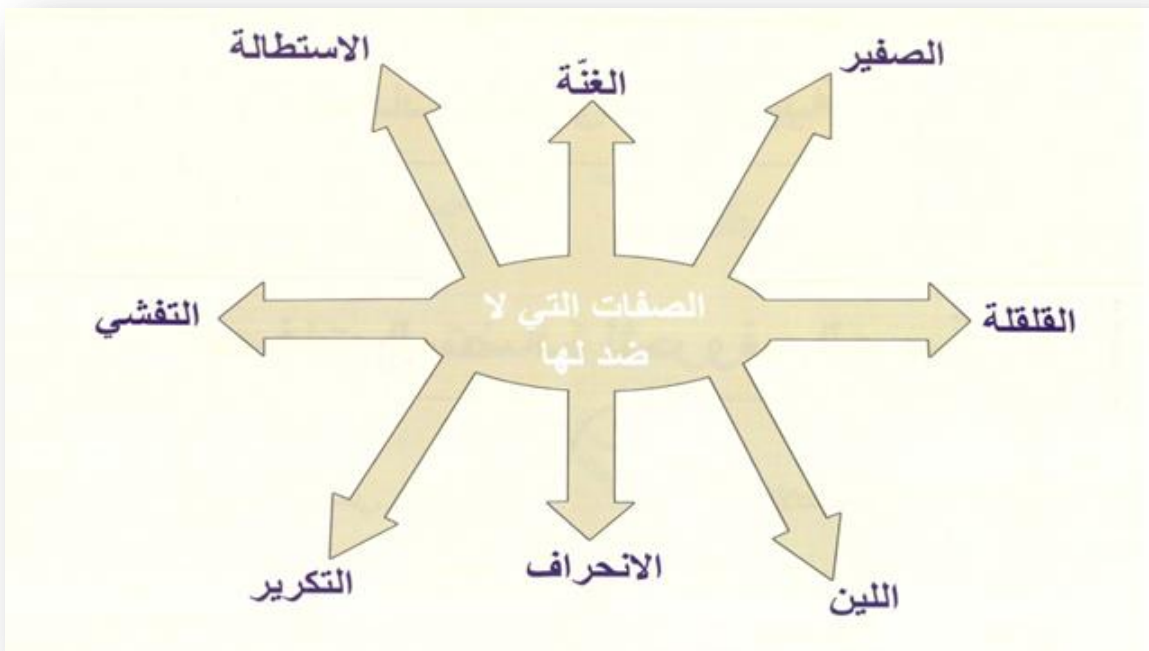 الاستطالة
الغنّة
الصفير
التفشي
الصفات التي لا
ضد لها
القلقلة
التكرير
الانحراف
اللين